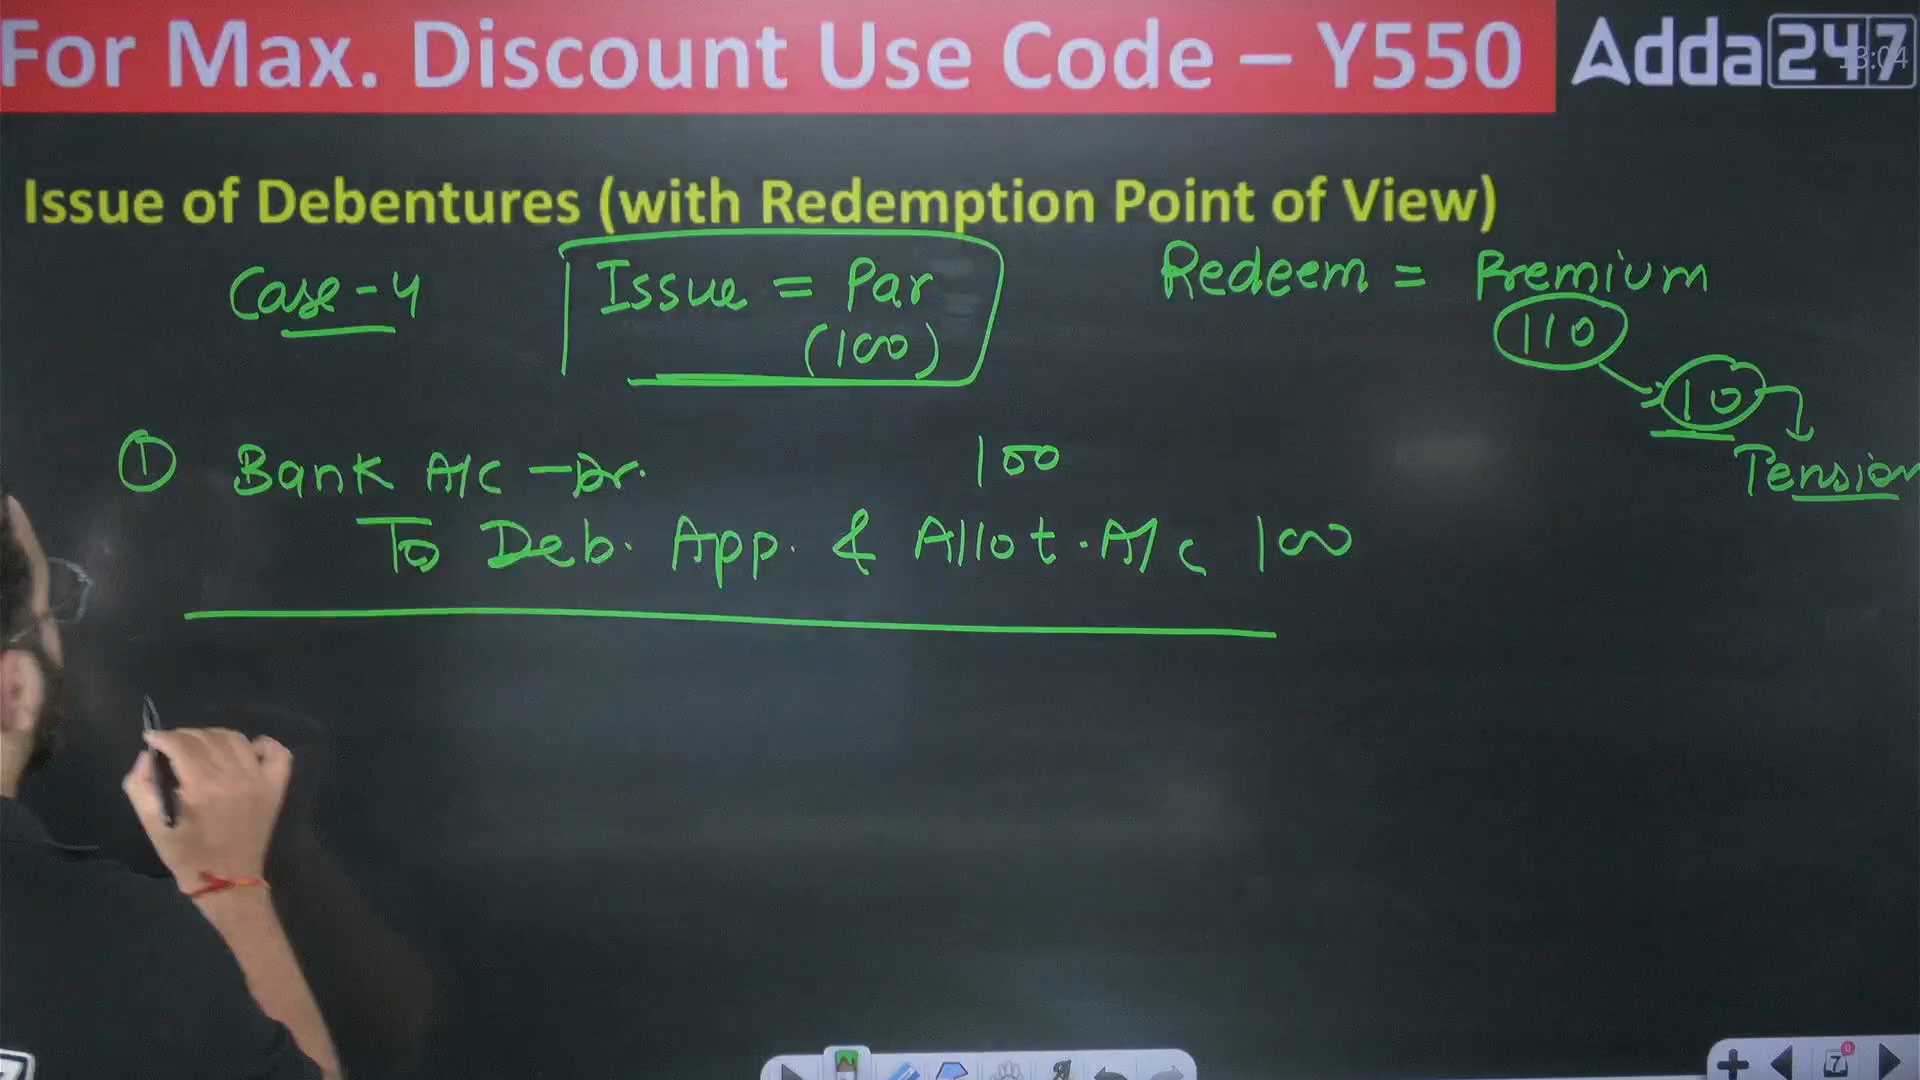 For Max. Discount Use Code – Y550
Adda247
Issue of Debentures (with Redemption Point of View)
Case-4 Issue = Par Redeem = Premium
(100) 110
10
Tension
① Bank A/C – Dr. 100
To Deb. App. & Allot. A/c 100